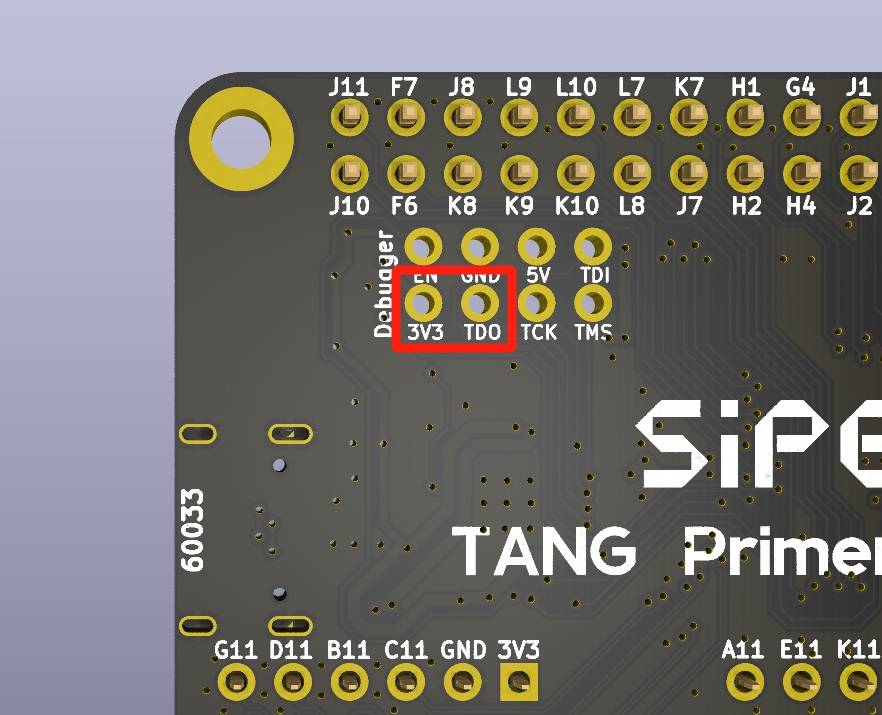 J11 F7 J8 L9 L10 L7 K7 H1 G4 J1
J10 F6 K8 K9 K10 L8 J7 H2 H4 J2
Debugger
EN GND 5V TDI
3V3 TDO TCK TMS
SiPE
TANG Primer
60033
G11 D11 B11 C11 GND 3V3 A11 E11 K11